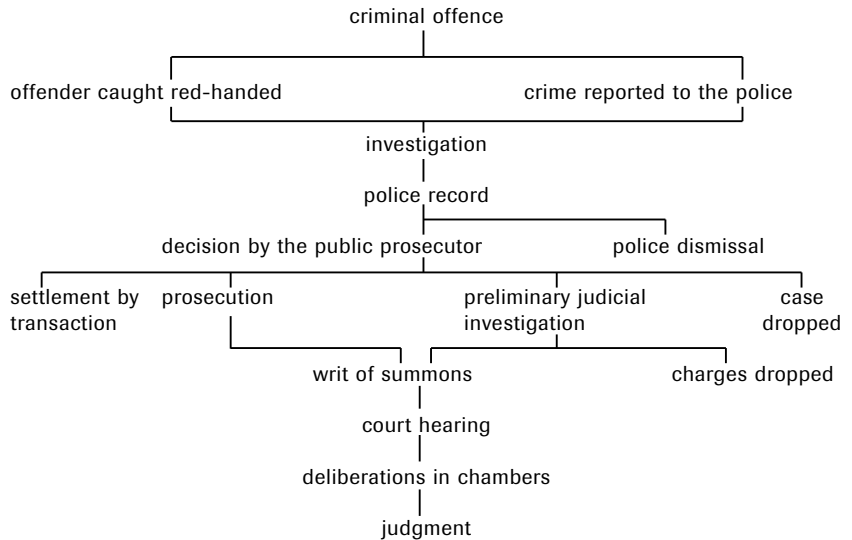 criminal offence
offender caught red-handed
crime reported to the police
investigation
police record
decision by the public prosecutor
police dismissal
settlement by
transaction
prosecution
preliminary judicial
investigation
case
dropped
writ of summons
charges dropped
court hearing
deliberations in chambers
judgment